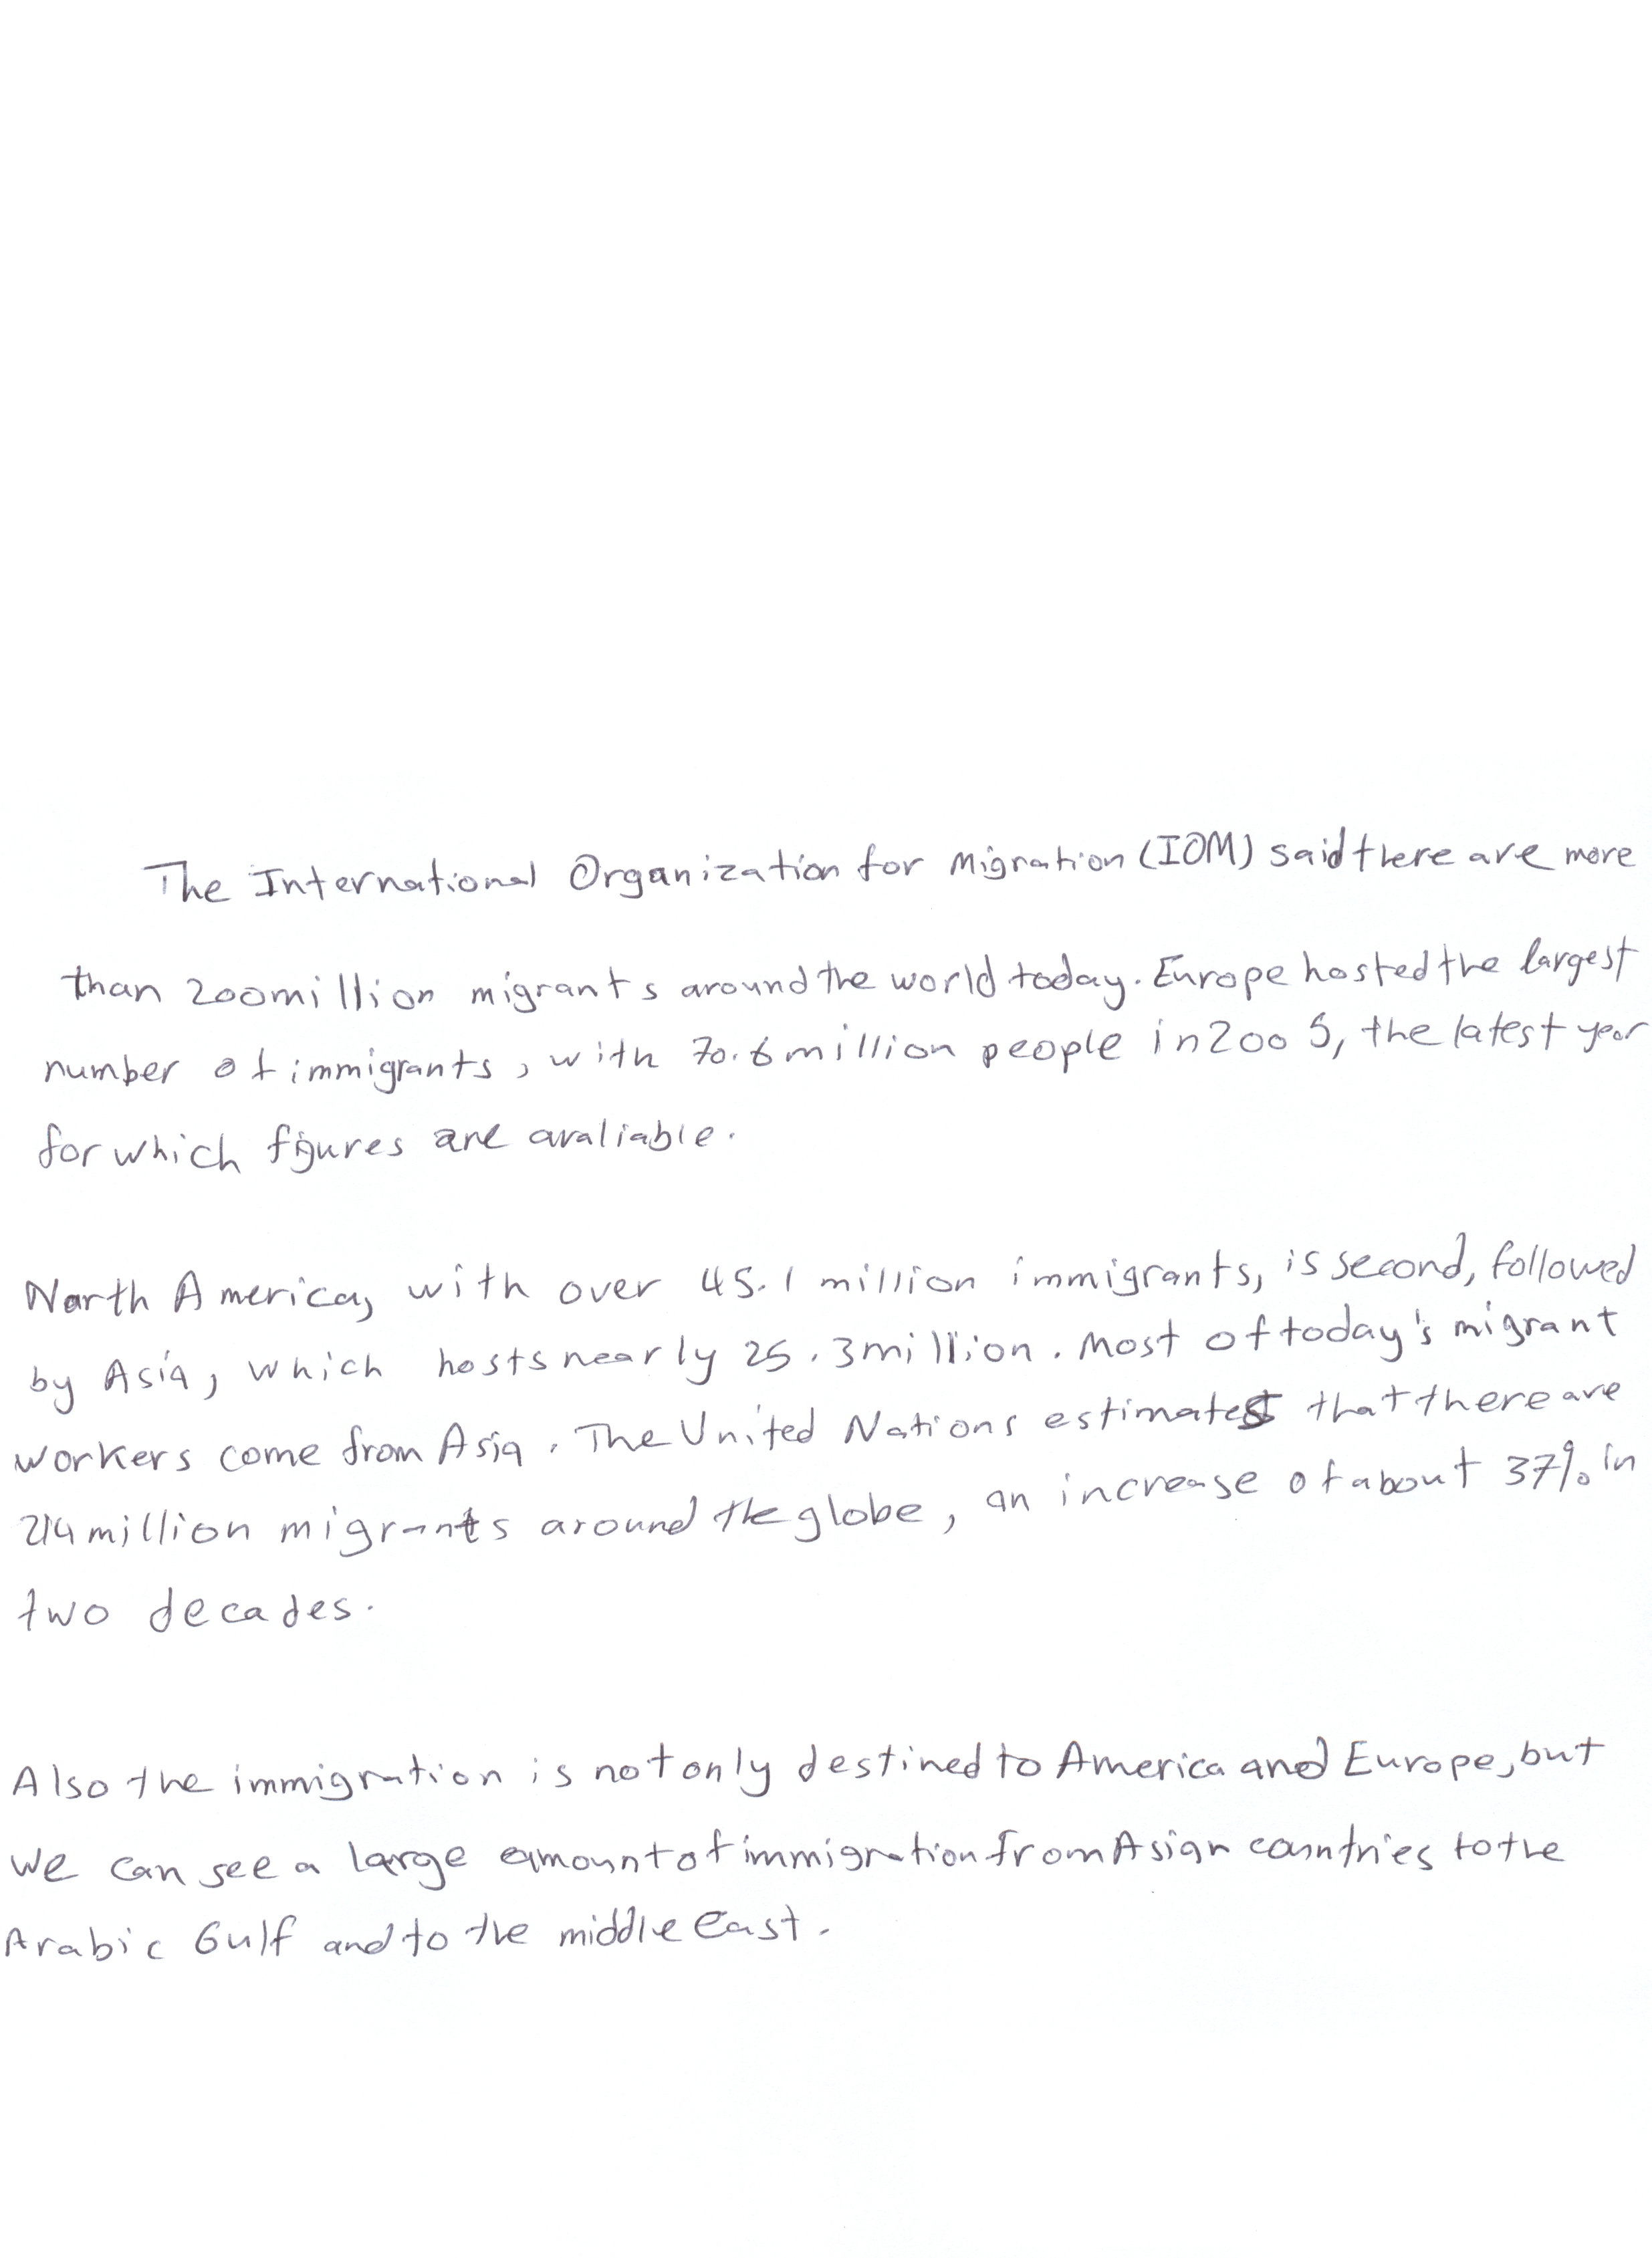 The International Organization for Migration (IOM) said there are more
than 200 million migrants around the world today. Europe hosted the largest
number of immigrants, with 70.6 million people in 2005, the latest year
for which figures are avaliable.
North America, with over 45.1 million immigrants, is second, followed
by Asia, which hosts nearly 25.3 million. Most of today's migrant
workers come from Asia. The United Nations estimates that there are
214 million migrants around the globe, an increase of about 37% in
two decades.
Also the immigration is not only destined to America and Europe, but
we can see a large amount of immigration from Asian countries to the
Arabic Gulf and to the middle east.